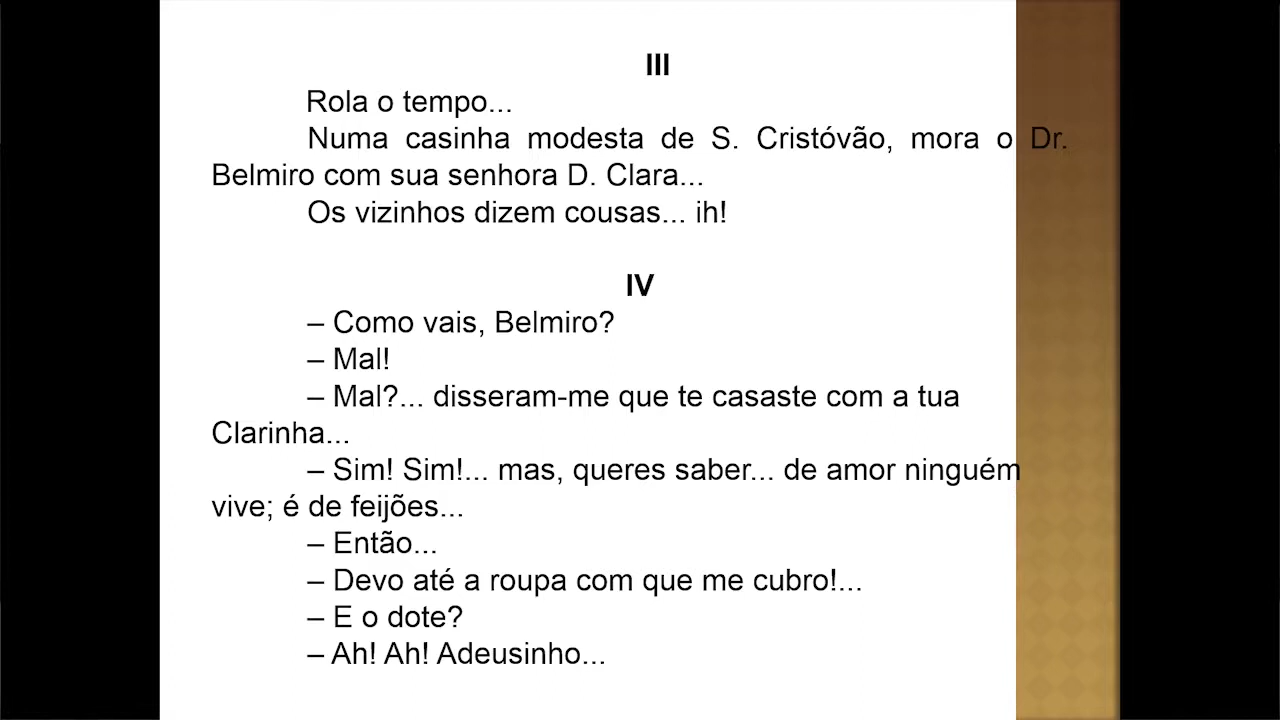 III
Rola o tempo...
Numa casinha modesta de S. Cristóvão, mora o Dr.
Belmiro com sua senhora D. Clara...
Os vizinhos dizem cousas... ih!
IV
– Como vais, Belmiro?
– Mal!
– Mal?... disseram-me que te casaste com a tua
Clarinha...
– Sim! Sim!... mas, queres saber... de amor ninguém
vive; é de feijões...
– Então...
– Devo até a roupa com que me cubro!...
– E o dote?
– Ah! Ah! Adeusinho...